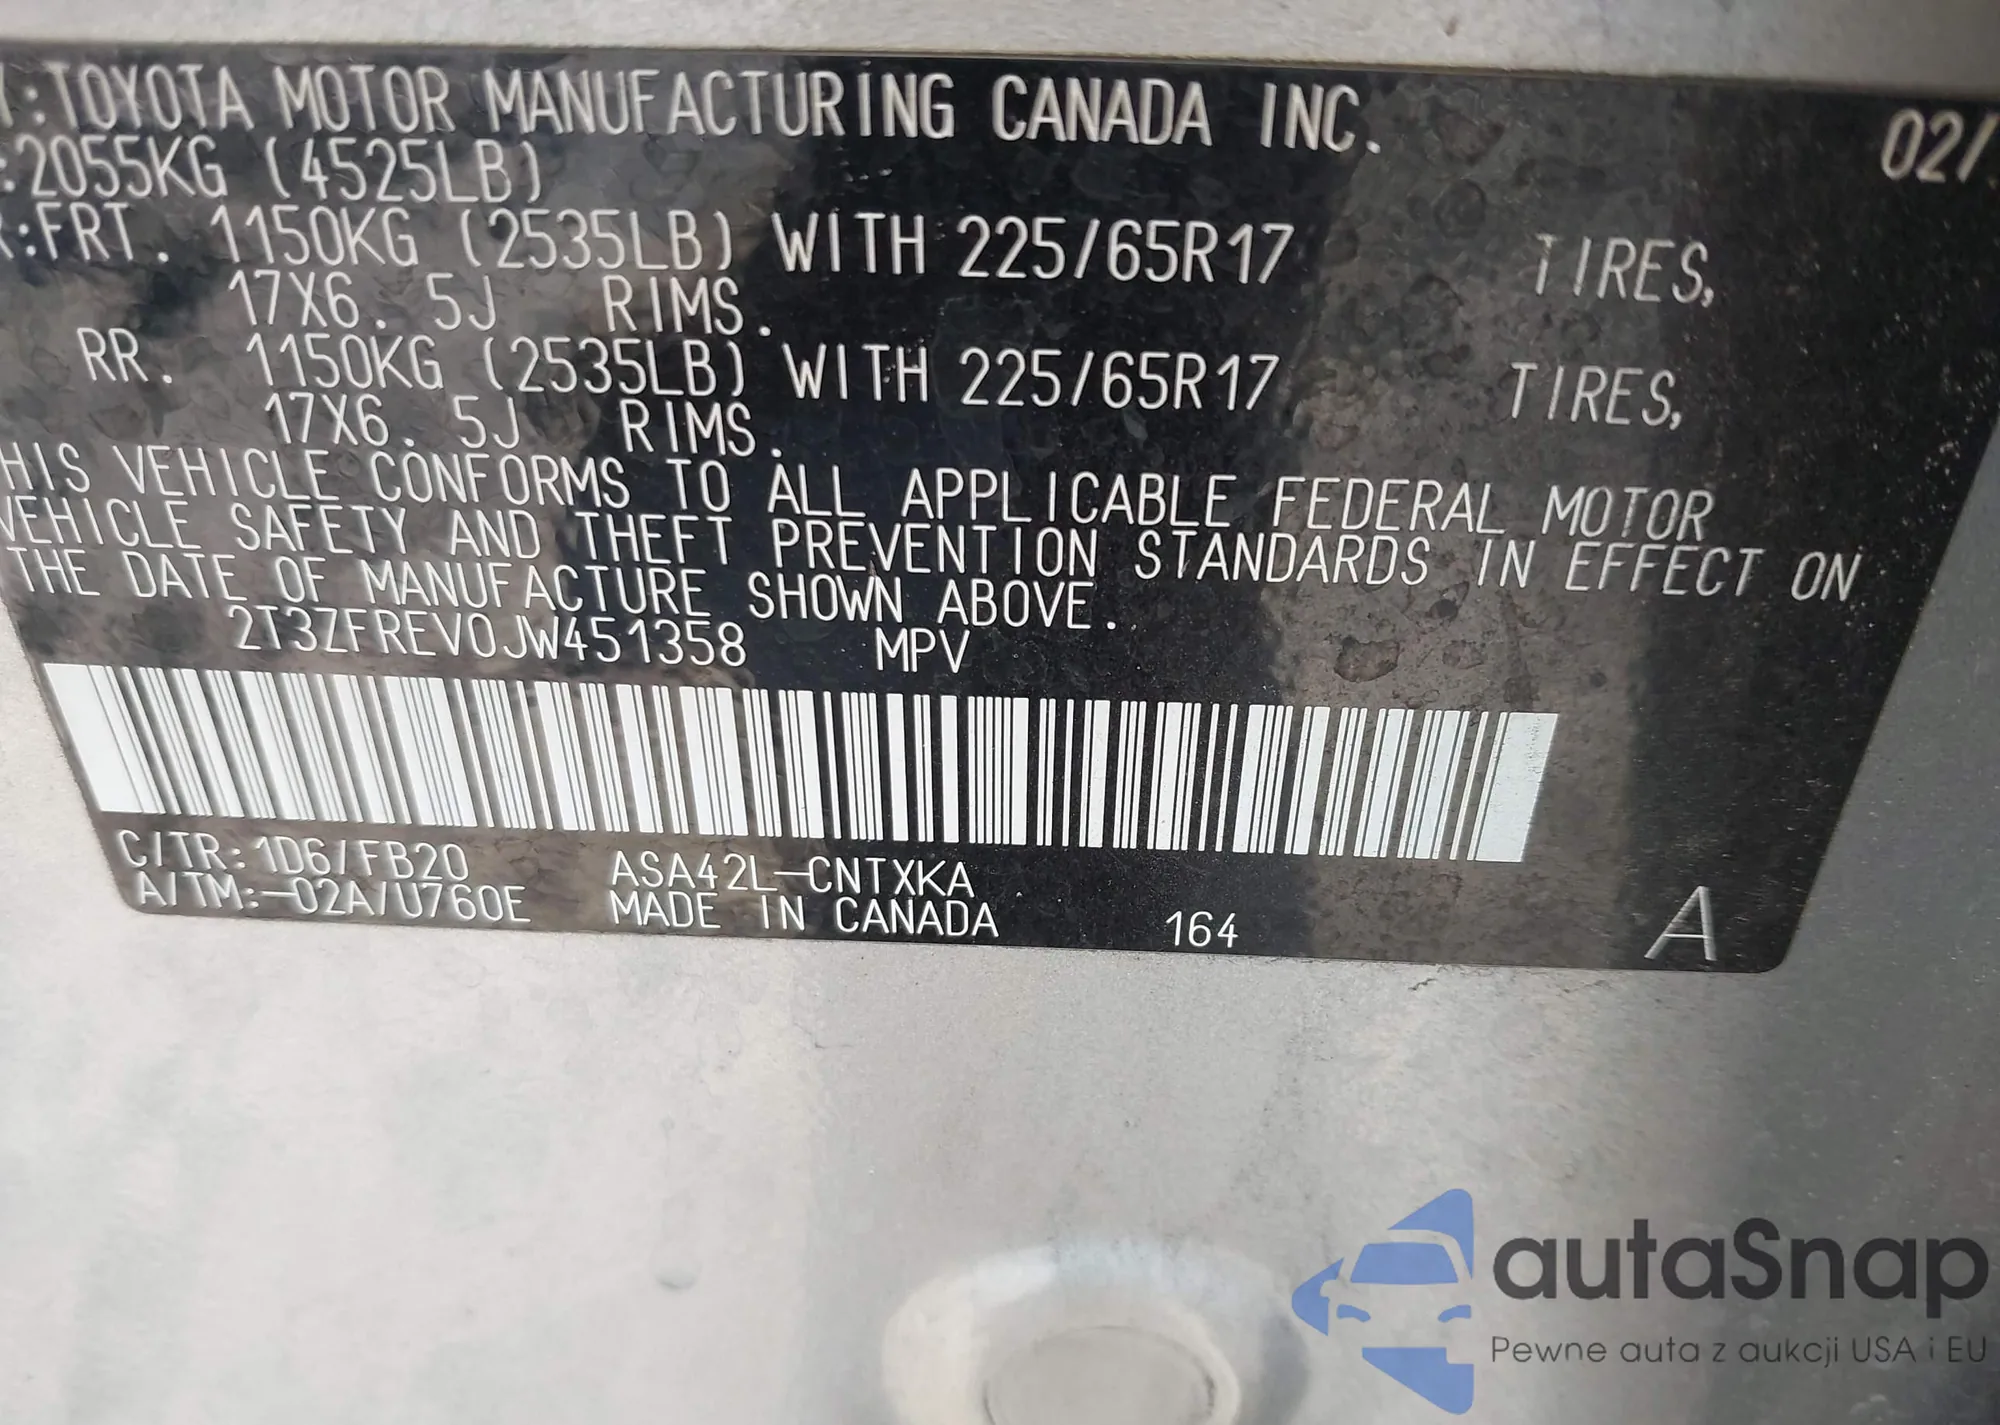 :TOYOTA MOTOR MANUFACTURING CANADA INC.
02/
:2055KG (4525LB)
:FRT. 1150KG (2535LB) WITH 225/65R17 TIRES,
17X6. 5J RIMS.
RR. 1150KG (2535LB) WITH 225/65R17 TIRES,
17X6. 5J RIMS.
HIS VEHICLE CONFORMS TO ALL APPLICABLE FEDERAL MOTOR
VEHICLE SAFETY AND THEFT PREVENTION STANDARDS IN EFFECT ON
THE DATE OF MANUFACTURE SHOWN ABOVE.
2T3ZFREV0JW451358 MPV
C/TR:1D6/FB20 ASA42L-CNTXKA
A/TM:-02A/U760E MADE IN CANADA 164 A
autaSnap
Pewne auta z aukcji USA i EU